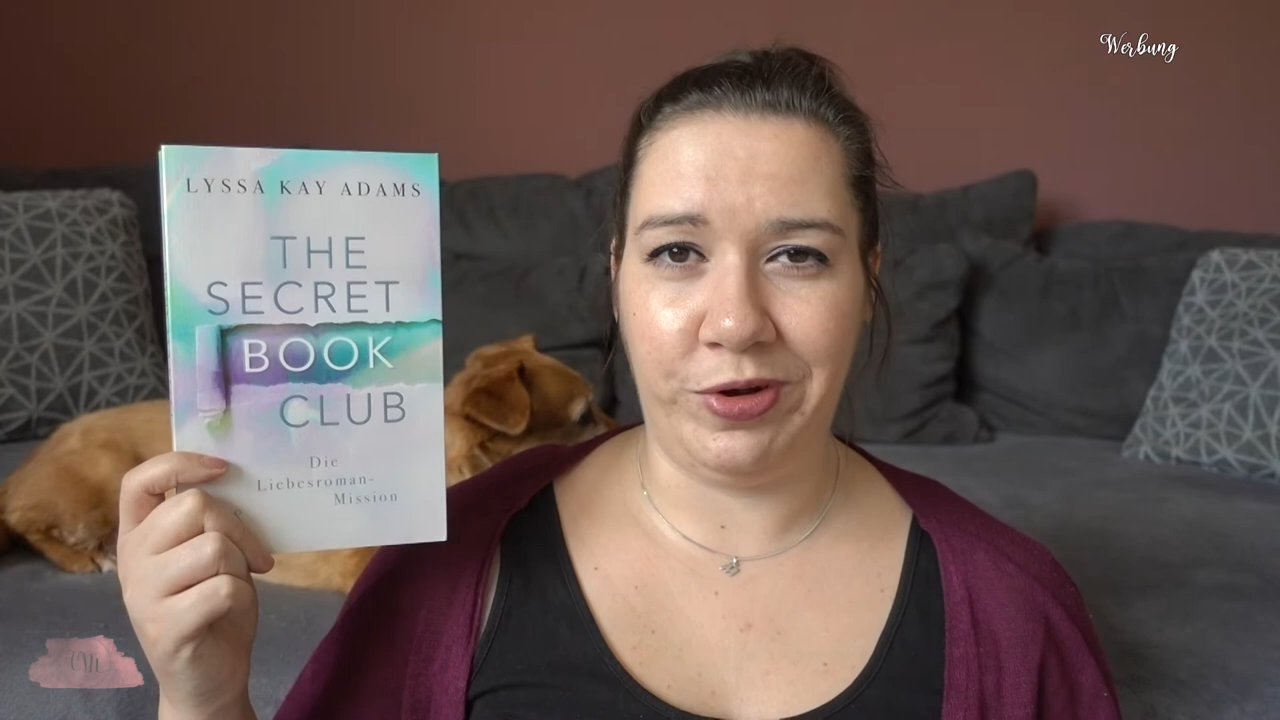 Werbung
LYSSA KAY ADAMS
THE
SECRET
BOOK
CLUB
Die
Liebesroman-
Mission